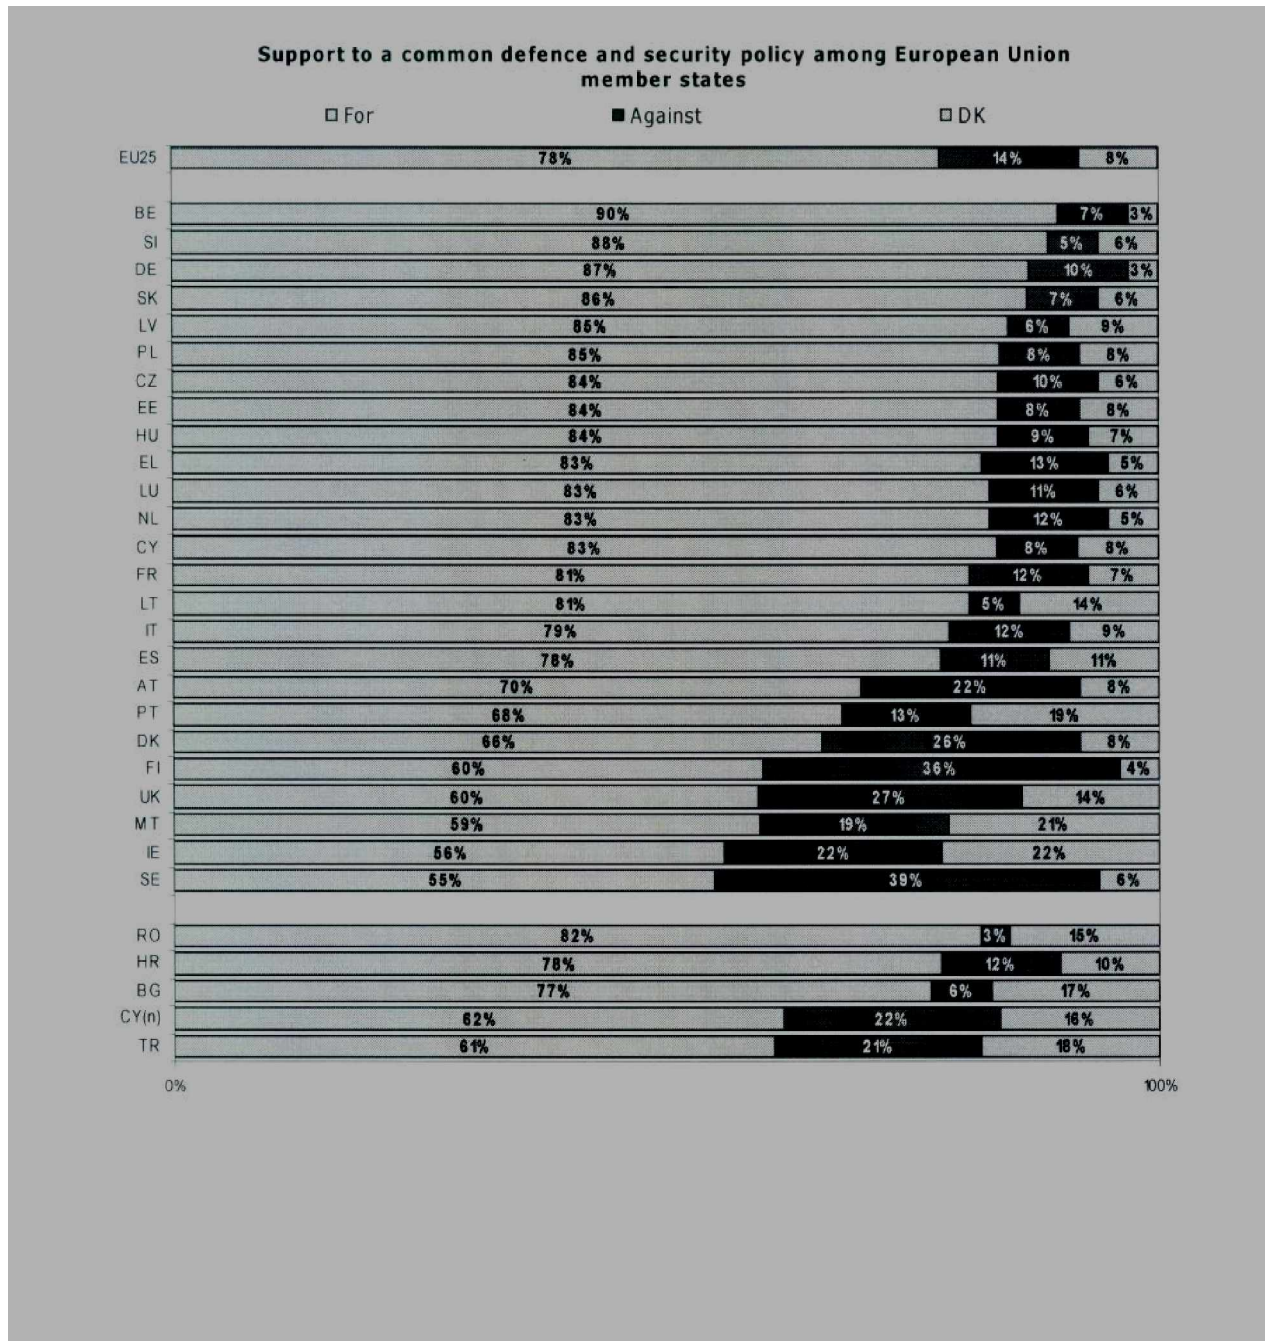 Support to a common defence and security policy among European Union
member states
For Against DK
EU25 78% 14% 8%
BE 90% 7% 3%
SI 88% 5% 6%
DE 87% 10% 3%
SK 86% 7% 6%
LV 85% 6% 9%
PL 85% 8% 8%
CZ 84% 10% 6%
EE 84% 8% 8%
HU 84% 9% 7%
EL 83% 13% 5%
LU 83% 11% 6%
NL 83% 12% 5%
CY 83% 8% 8%
FR 81% 12% 7%
LT 81% 5% 14%
IT 79% 12% 9%
ES 78% 11% 11%
AT 70% 22% 8%
PT 68% 13% 19%
DK 66% 26% 8%
FI 60% 36% 4%
UK 60% 27% 14%
MT 59% 19% 21%
IE 56% 22% 22%
SE 55% 39% 6%
RO 82% 3% 15%
HR 78% 12% 10%
BG 77% 6% 17%
CY(n) 62% 22% 16%
TR 61% 21% 18%
0% 100%